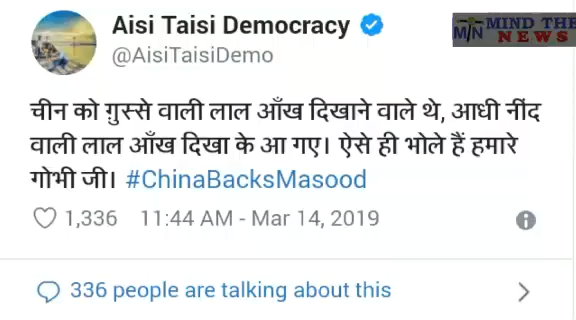 Aisi Taisi Democracy
@AisiTaisiDemo
MIND THE
MTN NEWS
चीन को ग़ुस्से वाली लाल आँख दिखाने वाले थे, आधी नींद
वाली लाल आँख दिखा के आ गए। ऐसे ही भोले हैं हमारे
गोभी जी। #ChinaBacksMasood
1,336 11:44 AM - Mar 14, 2019
336 people are talking about this